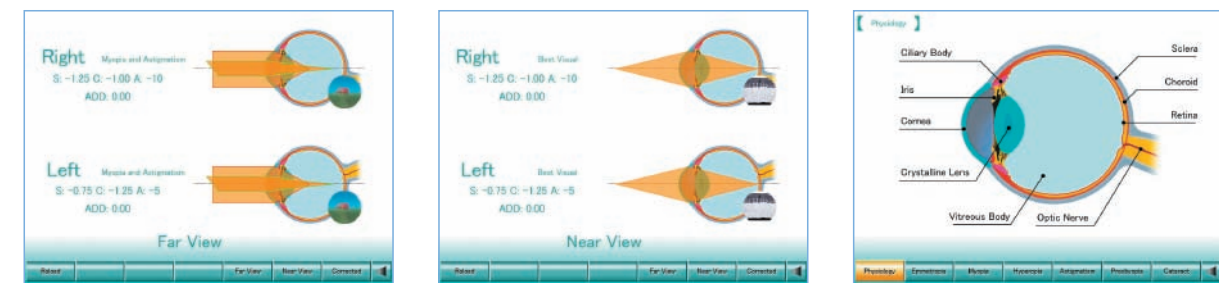 Right Myopia and Astigmatism
S: -1.25 C: -1.00 A: -10
ADD: 0.00
Left Myopia and Astigmatism
S: -0.75 C: -1.25 A: -5
ADD: 0.00
Far View
Far View Near View Corrected
Right Best Visual
S: -1.25 C: -1.00 A: -10
ADD: 0.00
Left Best Visual
S: -0.75 C: -1.25 A: -5
ADD: 0.00
Near View
Far View Near View Corrected
【 Physiology 】
Ciliary Body
Iris
Cornea
Crystalline Lens
Vitreous Body
Optic Nerve
Sclera
Choroid
Retina
Physiology Emmetropia Myopia Hyperopia Astigmatism Presbyopia Cataract